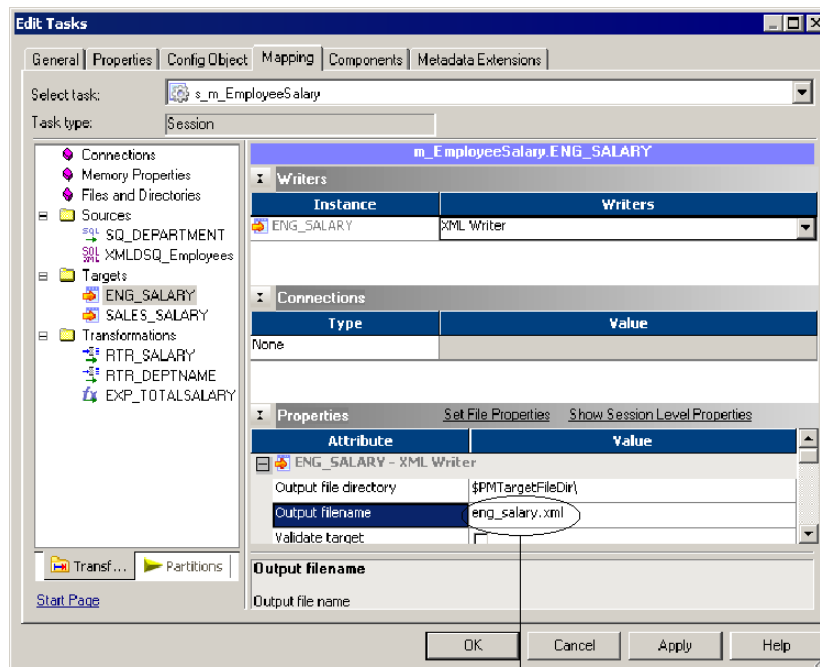 Edit Tasks
General Properties Config Object Mapping Components Metadata Extensions
Select task: s_m_EmployeeSalary
Task type: Session
Connections
Memory Properties
Files and Directories
Sources
SQ_DEPARTMENT
XMLDSQ_Employees
Targets
ENG_SALARY
SALES_SALARY
Transformations
RTR_SALARY
RTR_DEPTNAME
EXP_TOTALSALARY
Transf... Partitions
Start Page
m_EmployeeSalary.ENG_SALARY
Writers
Instance Writers
ENG_SALARY XML Writer
Connections
Type Value
None
Properties Set File Properties Show Session Level Properties
Attribute Value
ENG_SALARY - XML Writer
Output file directory $PMTargetFileDir\
Output filename eng_salary.xml
Validate target
Output filename
Output file name
OK Cancel Apply Help